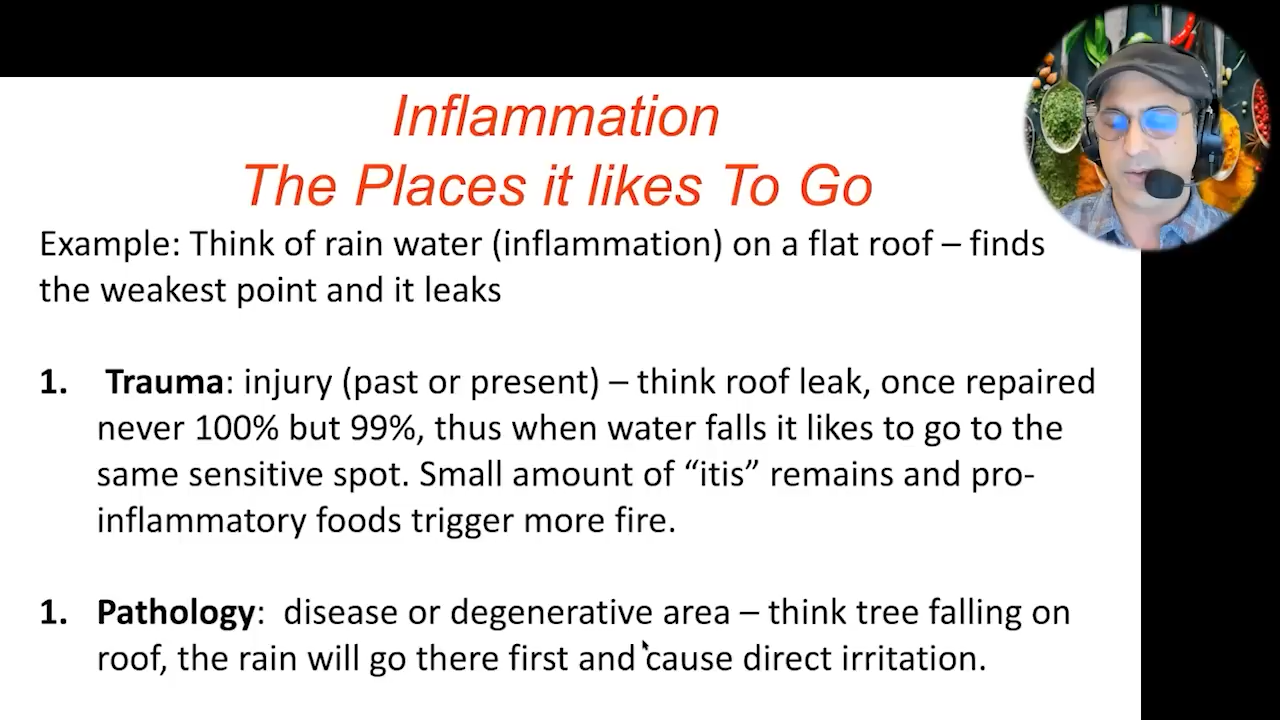 Inflammation
The Places it likes To Go
Example: Think of rain water (inflammation) on a flat roof – finds
the weakest point and it leaks
1. Trauma: injury (past or present) – think roof leak, once repaired
never 100% but 99%, thus when water falls it likes to go to the
same sensitive spot. Small amount of “itis” remains and pro-
inflammatory foods trigger more fire.
1. Pathology: disease or degenerative area – think tree falling on
roof, the rain will go there first and cause direct irritation.